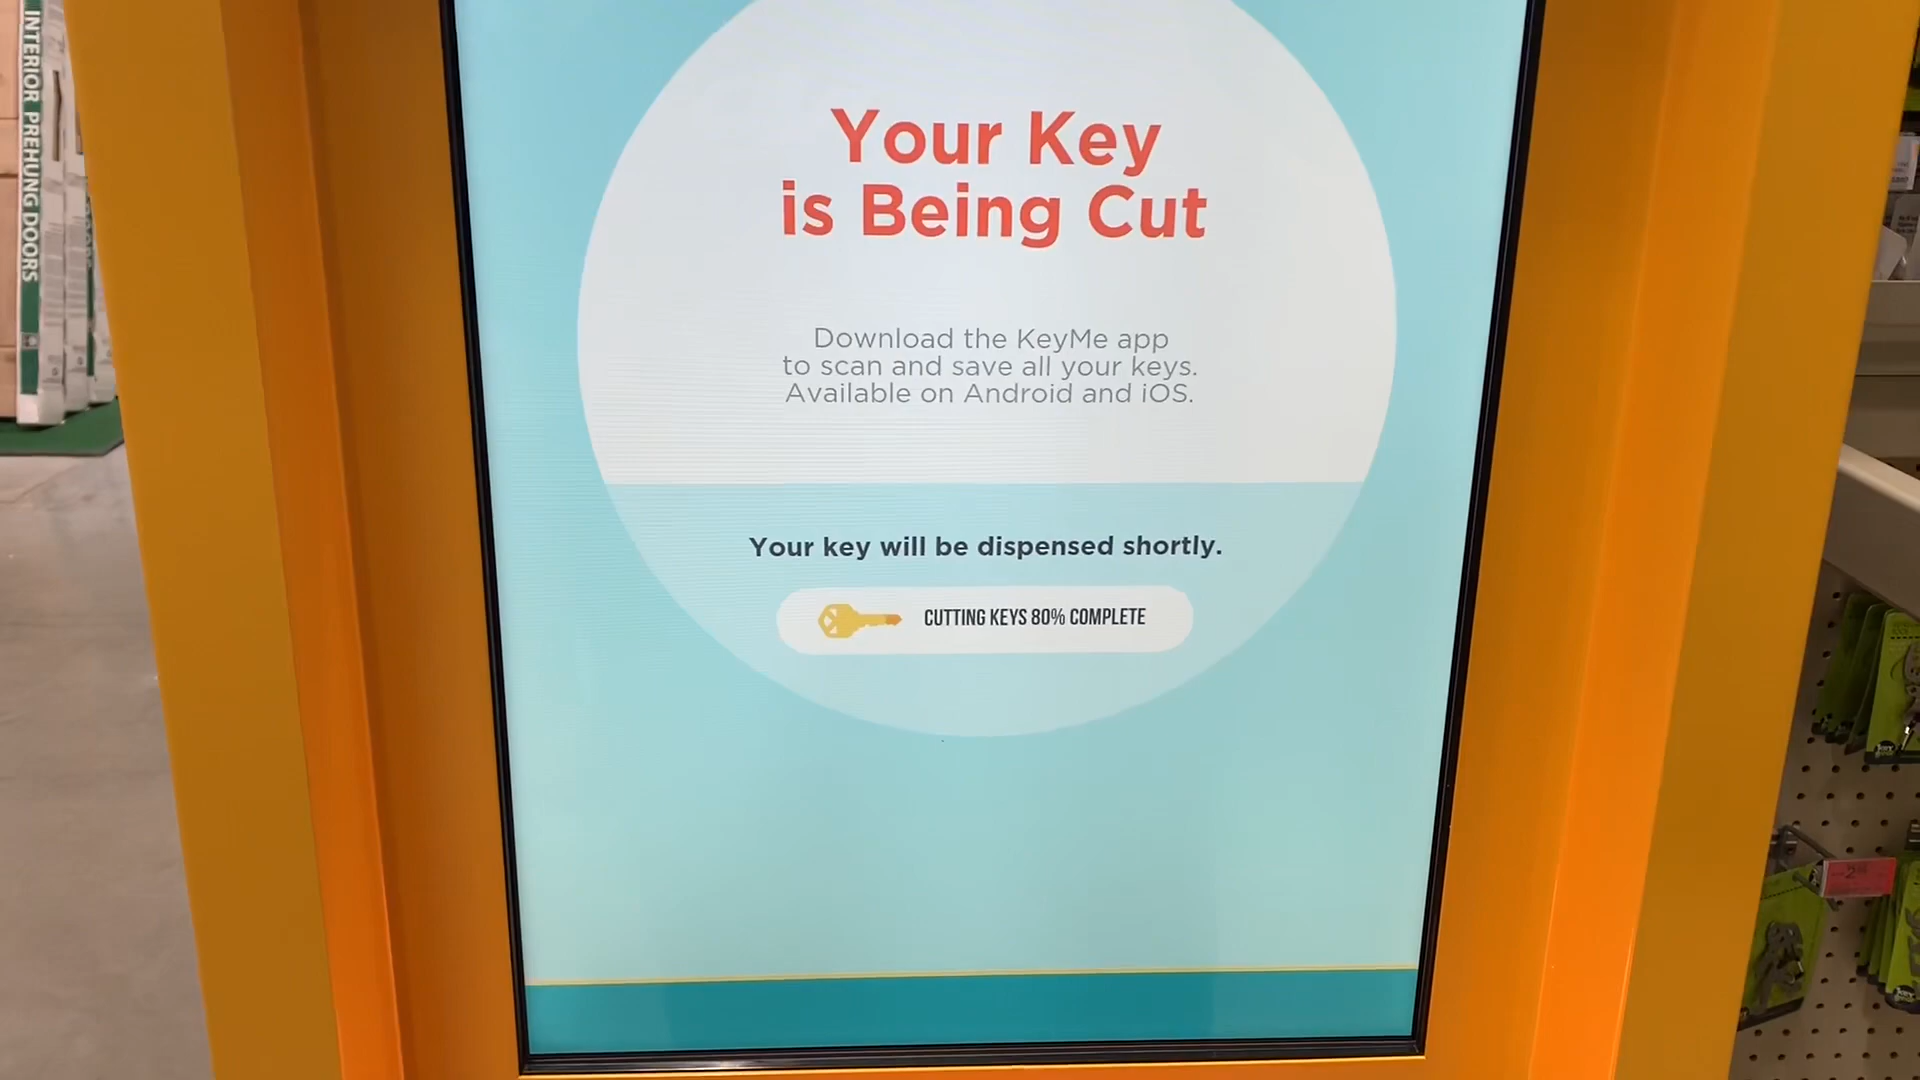 INTERIOR PREHUNG DOORS
Your Key
is Being Cut
Download the KeyMe app
to scan and save all your keys.
Available on Android and iOS.
Your key will be dispensed shortly.
CUTTING KEYS 80% COMPLETE